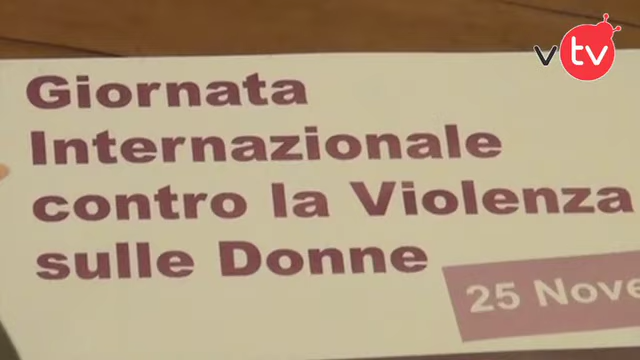 vtv
Giornata
Internazionale
contro la Violenza
sulle Donne
25 Nove